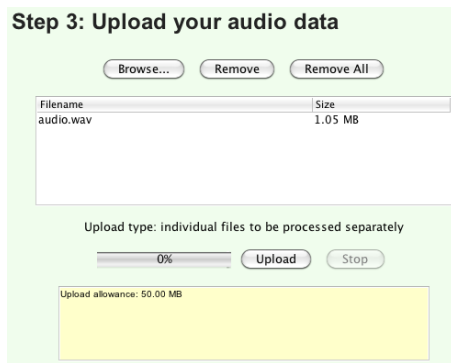 Step 3: Upload your audio data
Browse... Remove Remove All
Filename Size
audio.wav 1.05 MB
Upload type: individual files to be processed separately
0% Upload Stop
Upload allowance: 50.00 MB